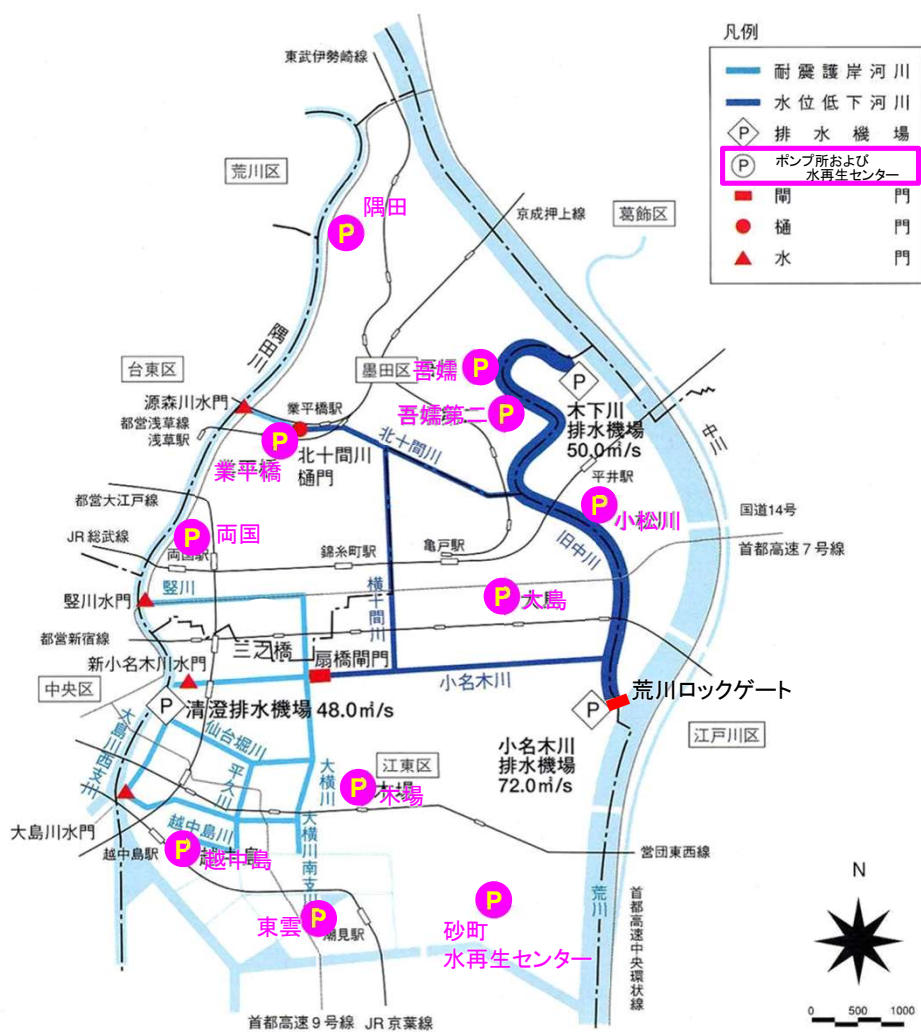 東武伊勢崎線
凡例
耐震護岸河川
水位低下河川
P 排水機場
P ポンプ所および
水再生センター
閘門
樋門
水門
荒川区
隅田
P
京成押上線
葛飾区
隅田川
台東区
墨田区
吾嬬
P
P
源森川水門
業平橋駅
吾嬬第二
P
木下川
排水機場
50.0㎥/s
都営浅草線
浅草駅
P
業平橋
北十間川
樋門
北十間川
平井駅
中川
都営大江戸線
P
両国
P
小松川
国道14号
JR総武線
両国駅
錦糸町駅
亀戸駅
旧中川
首都高速7号線
竪川
竪川水門
横十間川
P
大島
都営新宿線
三之橋
新小名木川水門
扇橋閘門
小名木川
中央区
荒川ロックゲート
P
清澄排水機場 48.0㎥/s
P
大島川西支川
仙台堀川
小名木川
排水機場
72.0㎥/s
江戸川区
平久川
大横川
江東区
P
木場
大島川水門
越中島川
越中島駅
P
越中島
大横川南支川
営団東西線
荒川
首都高速中央環状線
N
東雲
P
潮見駅
P
砂町
水再生センター
首都高速9号線
JR京葉線
0 500 1000